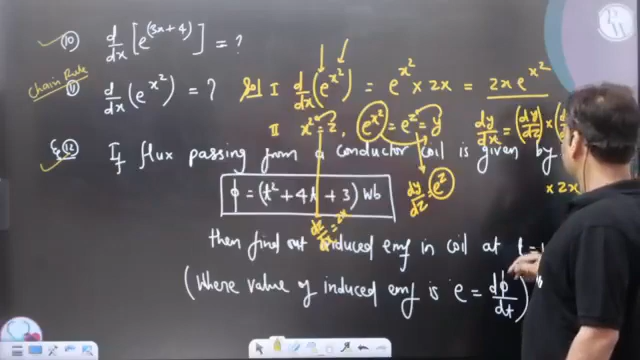 (10) d/dx [e^(3x+4)] = ?
Chain Rule
11) d/dx (e^x²) = ? Sol I d/dx (e^x²) = e^x² × 2x = 2x e^x²
II x² = z, e^x² = e^z = y dy/dx = (dy/dz) ×
dz/dx = 2x dy/dz = e^z × 2x
Q (12) If flux passing from a conductor coil is given by
ϕ = (t² + 4t + 3) Wb
then find out induced emf in coil at t =
(Where value of induced emf is e = dϕ/dt)